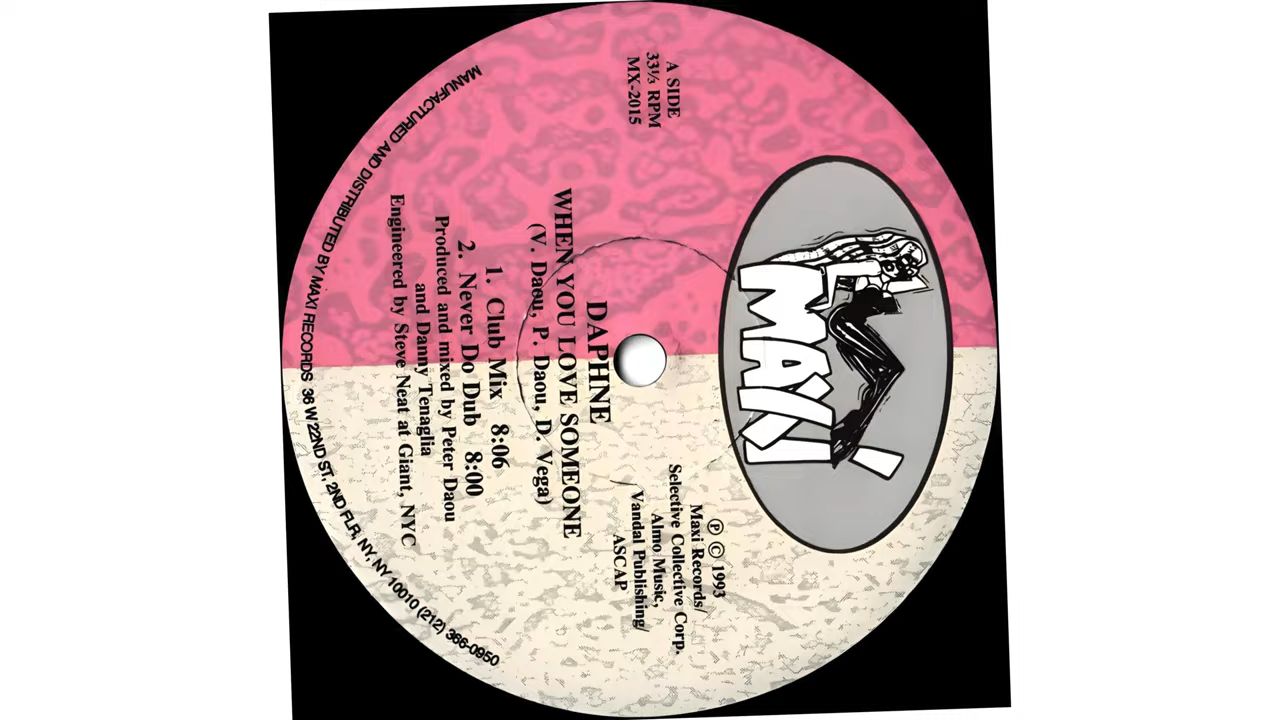 MAXI!
A SIDE
33⅓ RPM
MX-2015
Ⓟ © 1993
Maxi Records/
Selective Collective Corp.
Almo Music,
Vandal Publishing/
ASCAP
DAPHNE
WHEN YOU LOVE SOMEONE
(V. Daou, P. Daou, D. Vega)
1. Club Mix 8:06
2. Never Do Dub 8:00
Produced and mixed by Peter Daou
and Danny Tenaglia
Engineered by Steve Neat at Giant, NYC
MANUFACTURED AND DISTRIBUTED BY MAXI RECORDS 36 W 22ND ST, 2ND FLR, NY, NY 10010 (212) 366-0950